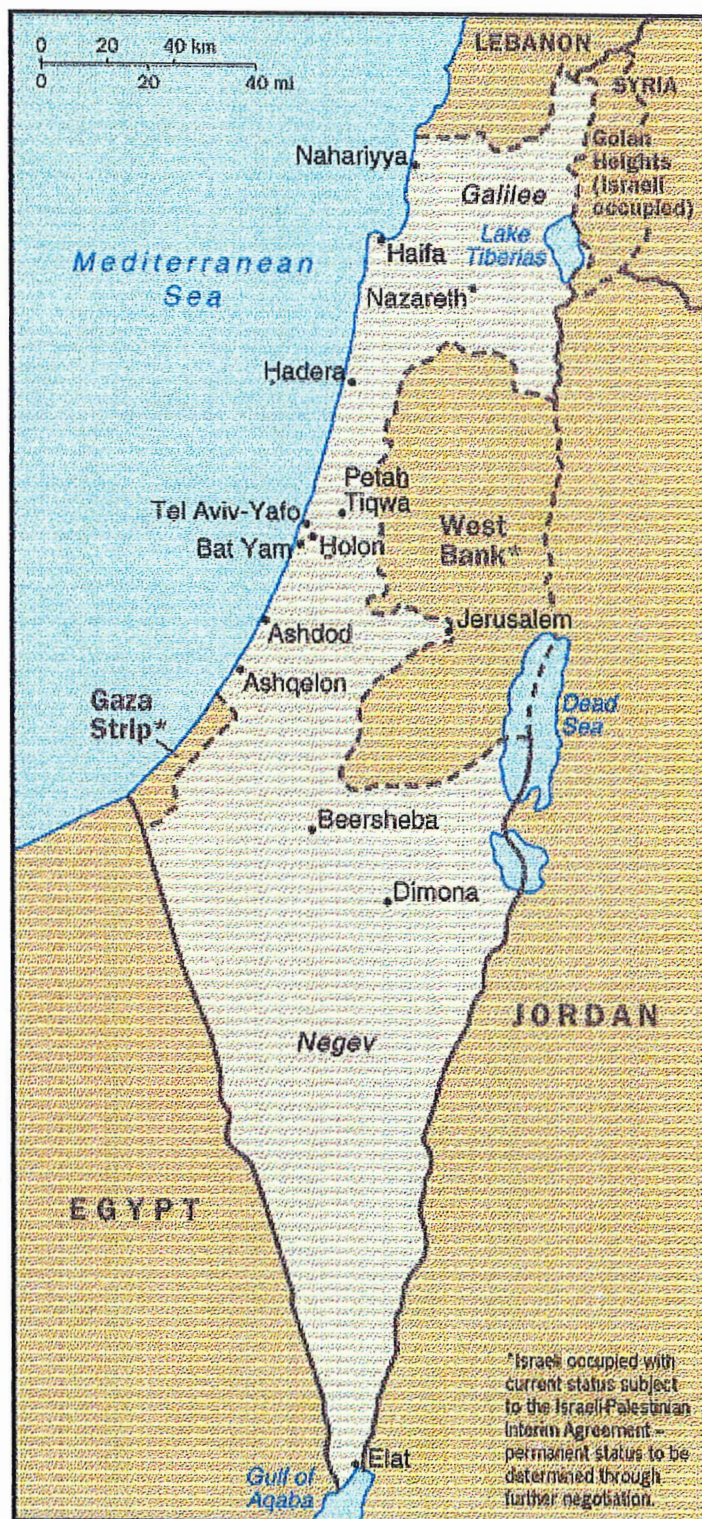 0 20 40 km
0 20 40 mi
LEBANON
SYRIA
Nahariyya
Golan
Heights
(Israeli
occupied)
Galilee
Haifa
Lake
Tiberias
Mediterranean
Sea
Nazareth
Hadera
Petah
Tiqwa
Tel Aviv-Yafo
West
Bank*
Bat Yam
Holon
Jerusalem
Ashdod
Ashqelon
Gaza
Strip*
Dead
Sea
Beersheba
Dimona
JORDAN
Negev
EGYPT
*Israeli occupied with
current status subject
to the Israeli-Palestinian
Interim Agreement –
permanent status to be
determined through
further negotiation.
Elat
Gulf of
Aqaba